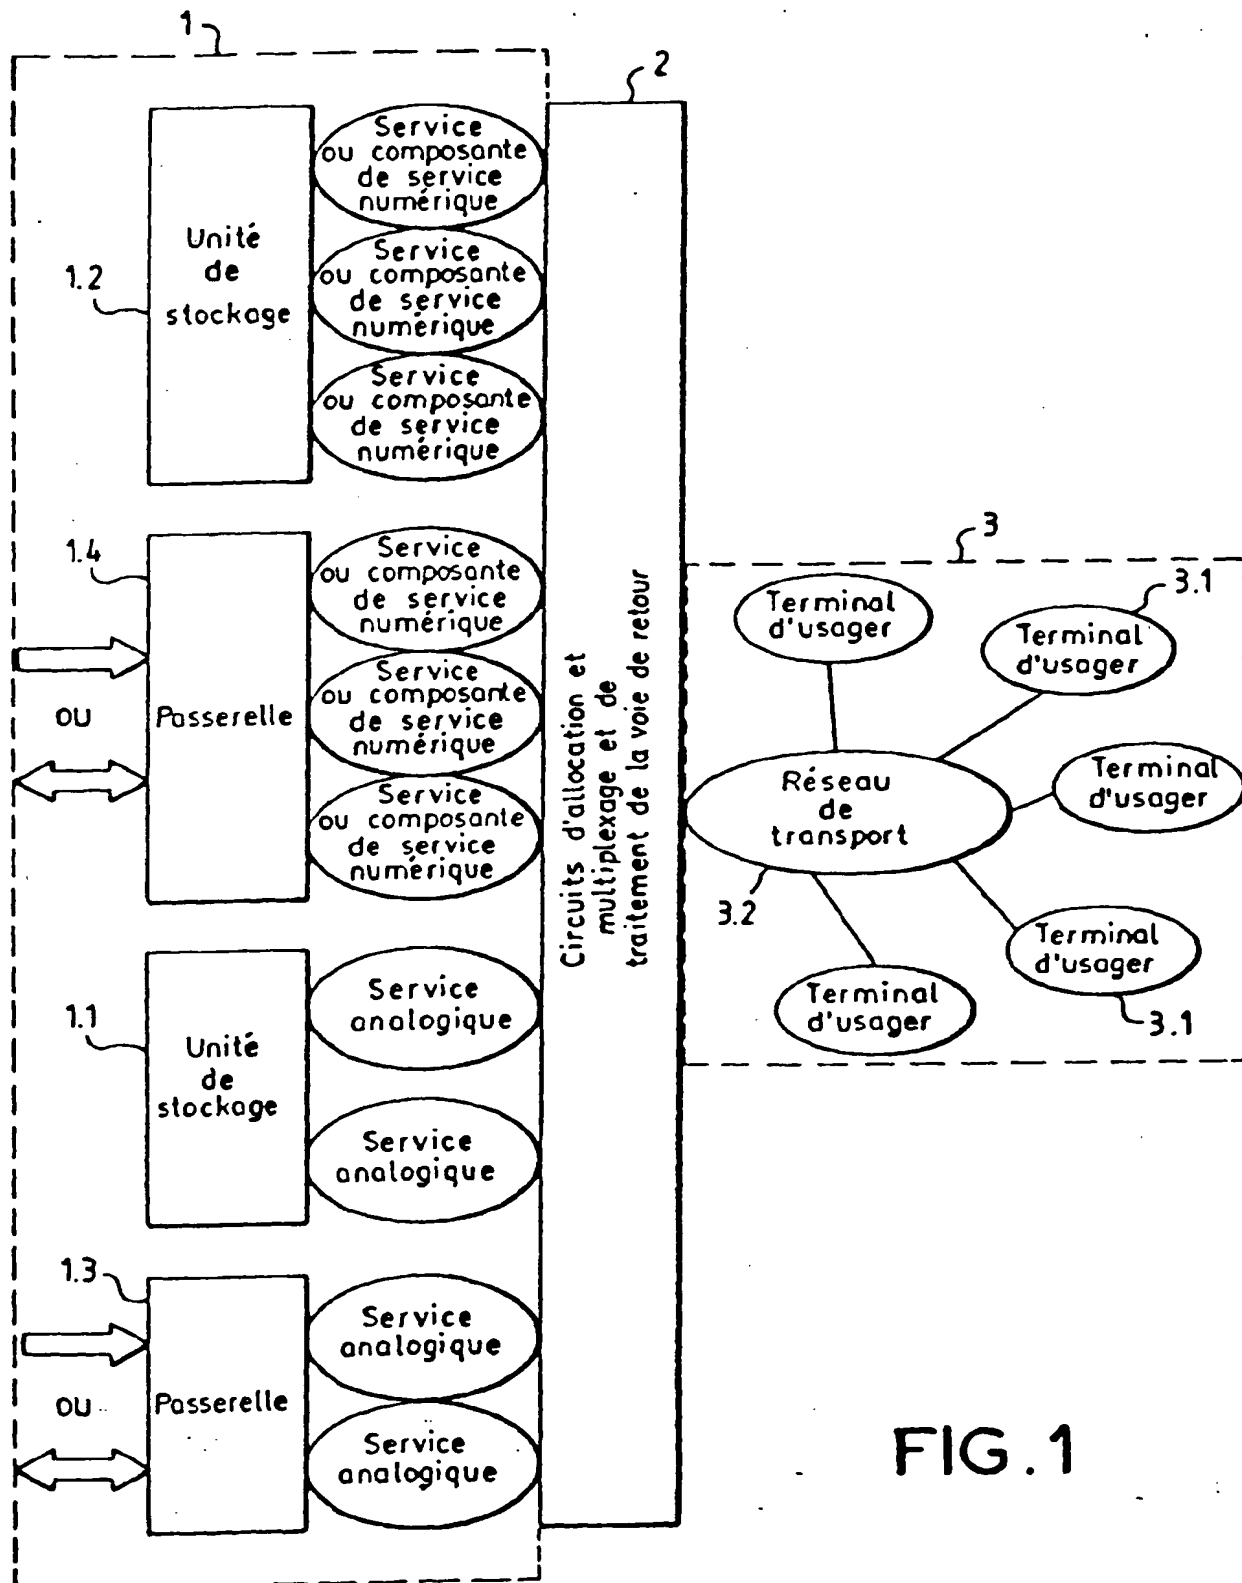 1
2
1.2
Unité
de
stockage
Service
ou composante
de service
numérique
Service
ou composante
de service
numérique
Service
ou composante
de service
numérique
1.4
ou
Passerelle
Service
ou composante
de service
numérique
Service
ou composante
de service
numérique
Service
ou composante
de service
numérique
1.1
Unité
de
stockage
Service
analogique
Service
analogique
1.3
ou
Passerelle
Service
analogique
Service
analogique
Circuits d'allocation et
multiplexage et de
traitement de la voie de retour
3
Terminal
d'usager
3.1
Terminal
d'usager
Terminal
d'usager
Réseau
de
transport
3.2
Terminal
d'usager
3.1
Terminal
d'usager
FIG.1